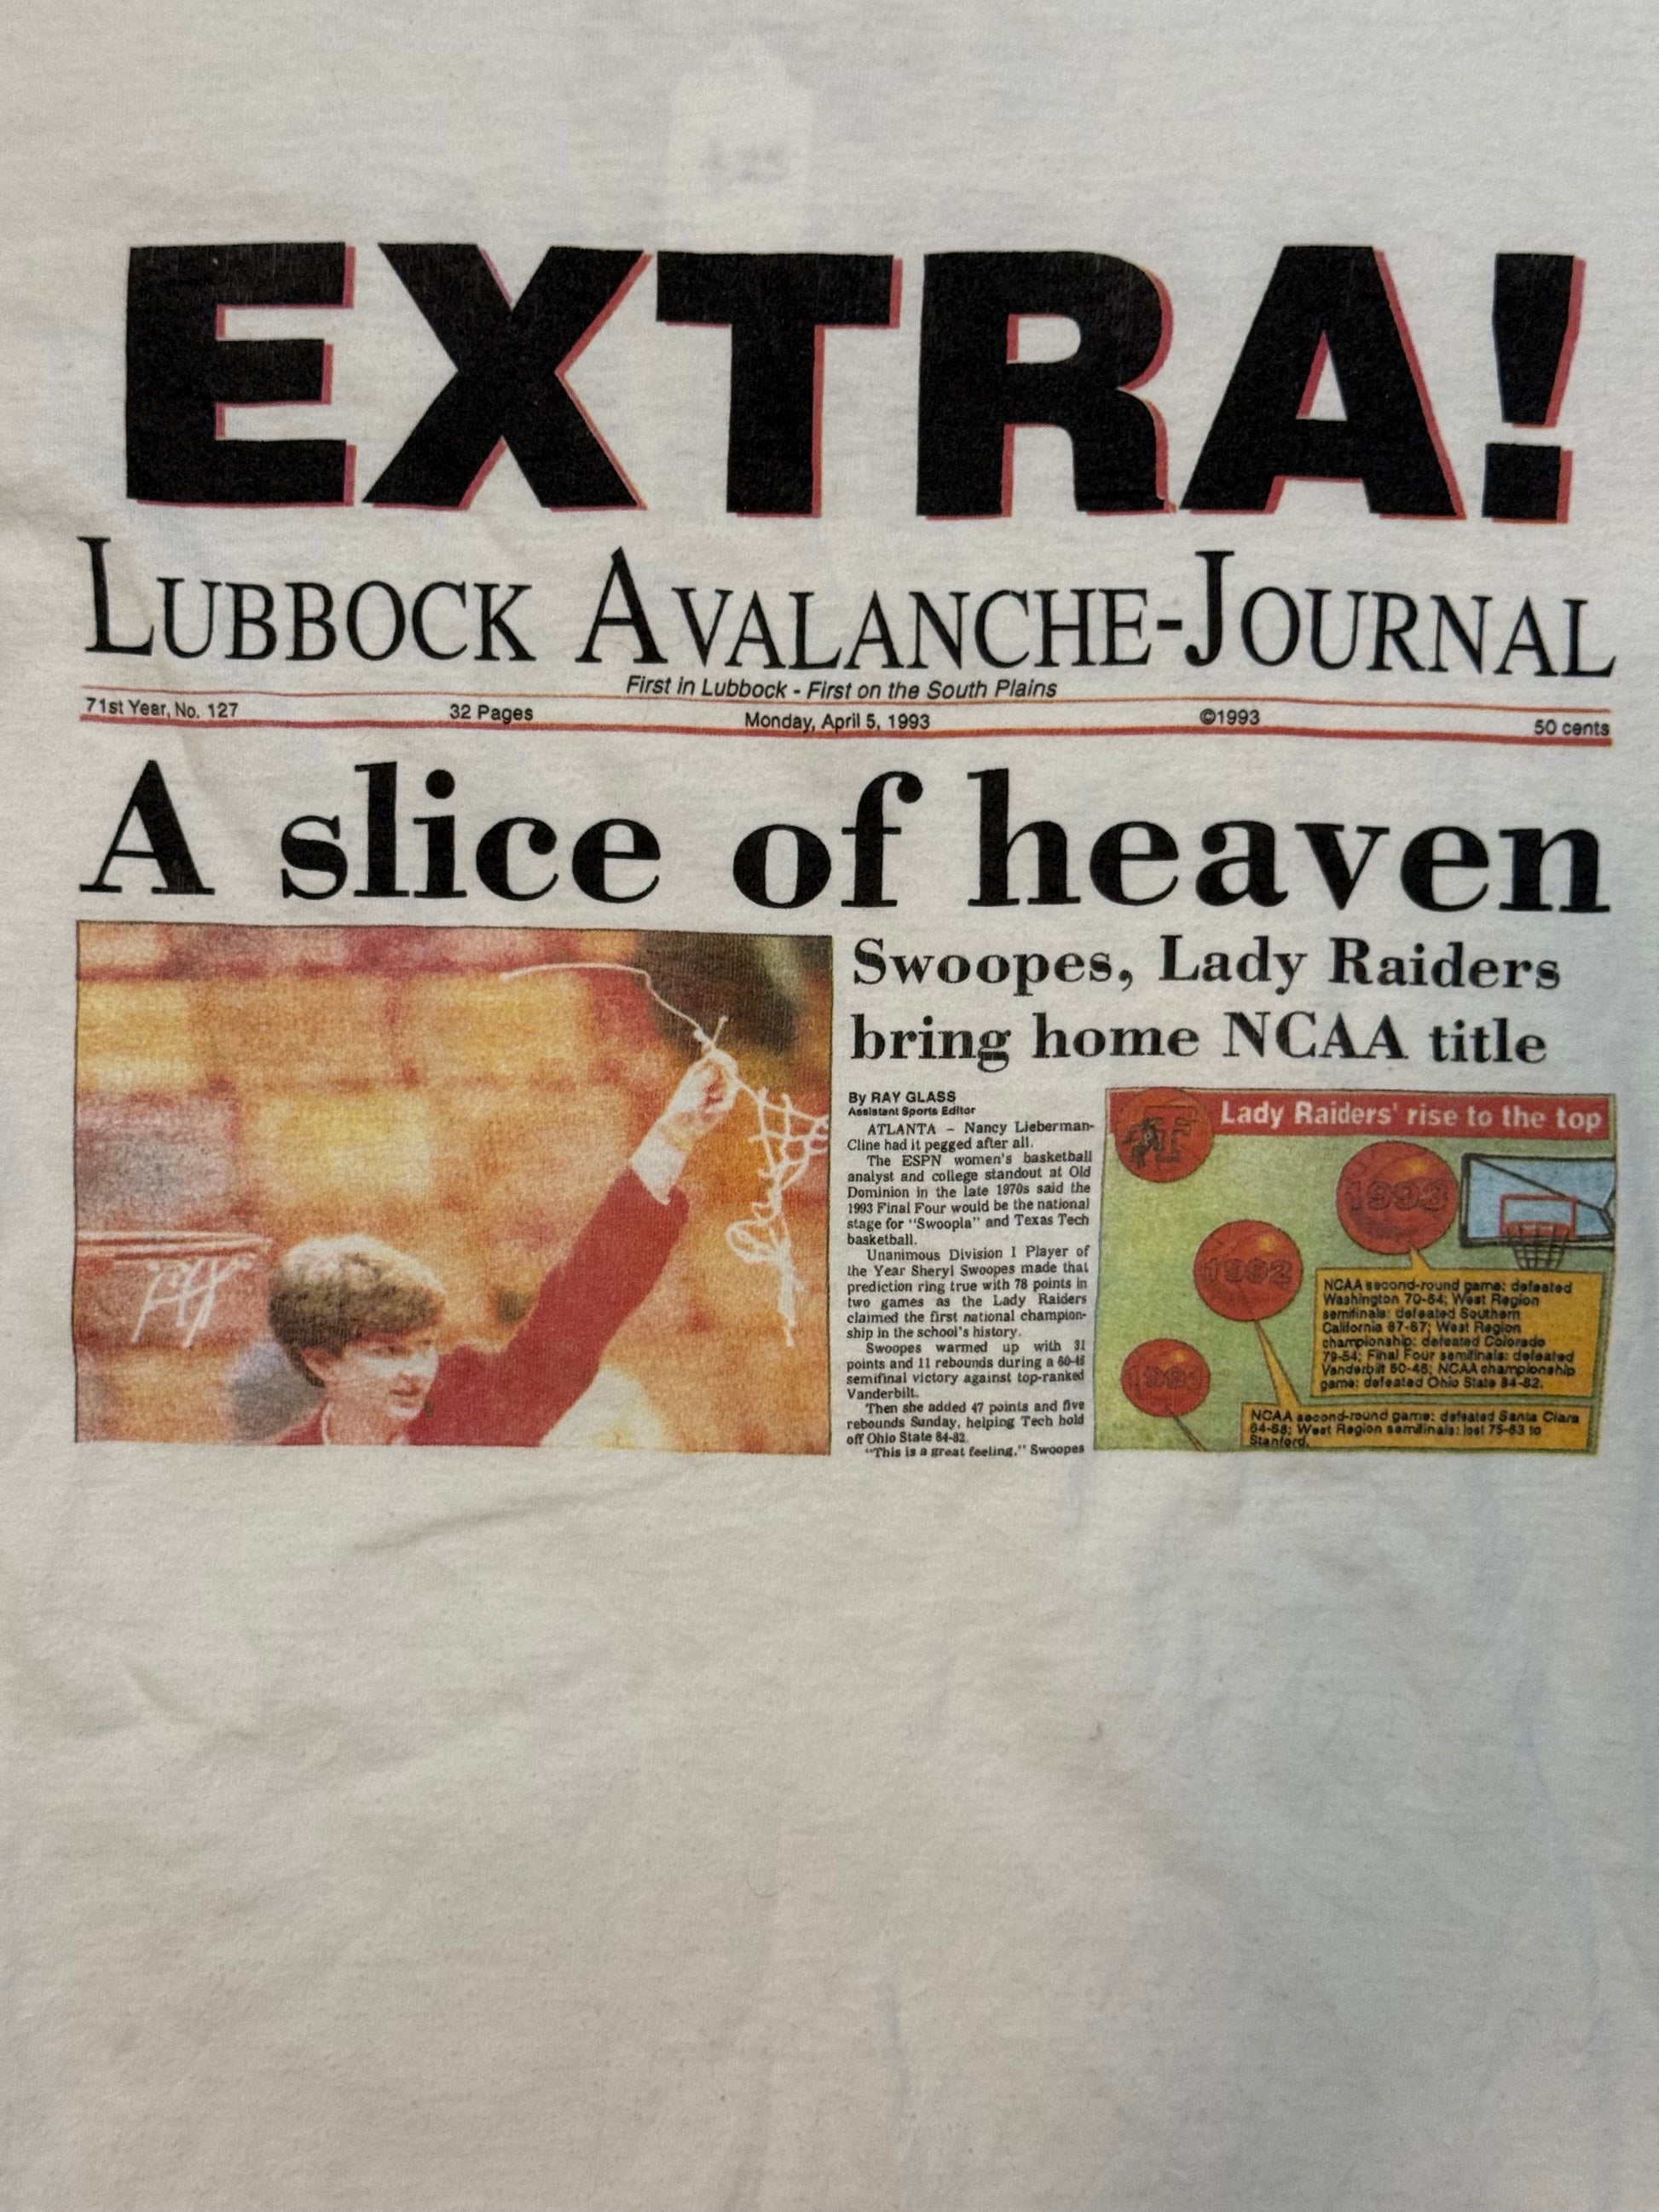 EXTRA!
LUBBOCK AVALANCHE-JOURNAL
First in Lubbock - First on the South Plains
71st Year, No. 127 32 Pages Monday, April 5, 1993 ©1993 50 cents
A slice of heaven
Swoopes, Lady Raiders
bring home NCAA title
By RAY GLASS
Assistant Sports Editor
ATLANTA – Nancy Lieberman-
Cline had it pegged after all.
The ESPN women's basketball
analyst and college standout at Old
Dominion in the late 1970s said the
1993 Final Four would be the national
stage for "Swoopla" and Texas Tech
basketball.
Unanimous Division I Player of
the Year Sheryl Swoopes made that
prediction ring true with 78 points in
two games as the Lady Raiders
claimed the first national champion-
ship in the school's history.
Swoopes warmed up with 31
points and 11 rebounds during a 60-46
semifinal victory against top-ranked
Vanderbilt.
Then she added 47 points and five
rebounds Sunday, helping Tech hold
off Ohio State 84-82.
"This is a great feeling," Swoopes
Lady Raiders' rise to the top
1993
NCAA second-round game: defeated
Washington 70-64; West Region
semifinals: defeated Southern
California 87-67; West Region
championship: defeated Colorado
79-54; Final Four semifinals: defeated
Vanderbilt 60-46; NCAA championship
game: defeated Ohio State 84-82.
1992
NCAA second-round game: defeated Santa Clara
64-58; West Region semifinals: lost 75-63 to
Stanford.
1991